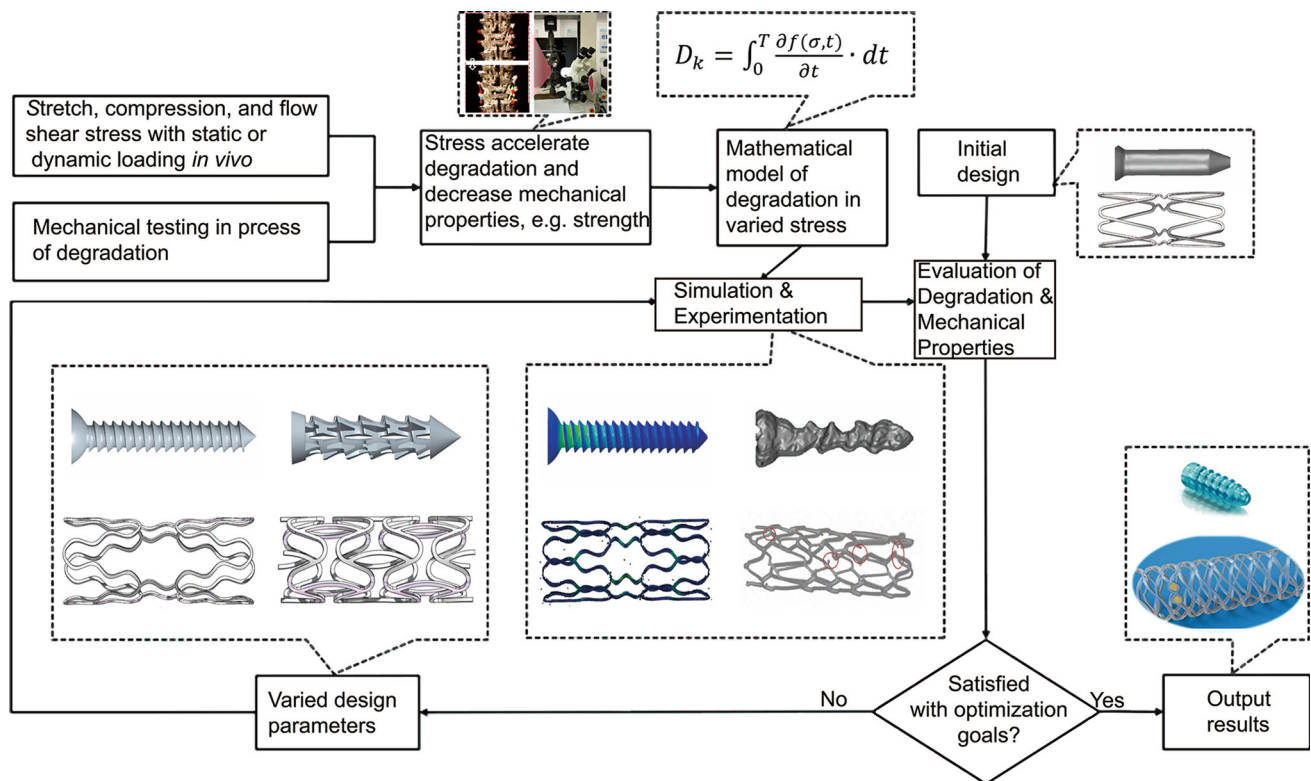 D_k = ∫_0^T ∂f(σ,t)/∂t · dt
Stretch, compression, and flow
shear stress with static or
dynamic loading in vivo
Stress accelerate
degradation and
decrease mechanical
properties, e.g. strength
Mathematical
model of
degradation in
varied stress
Initial
design
Mechanical testing in prcess
of degradation
Simulation &
Experimentation
Evaluation of
Degradation &
Mechanical
Properties
Varied design
parameters
No
Satisfied
with optimization
goals?
Yes
Output
results